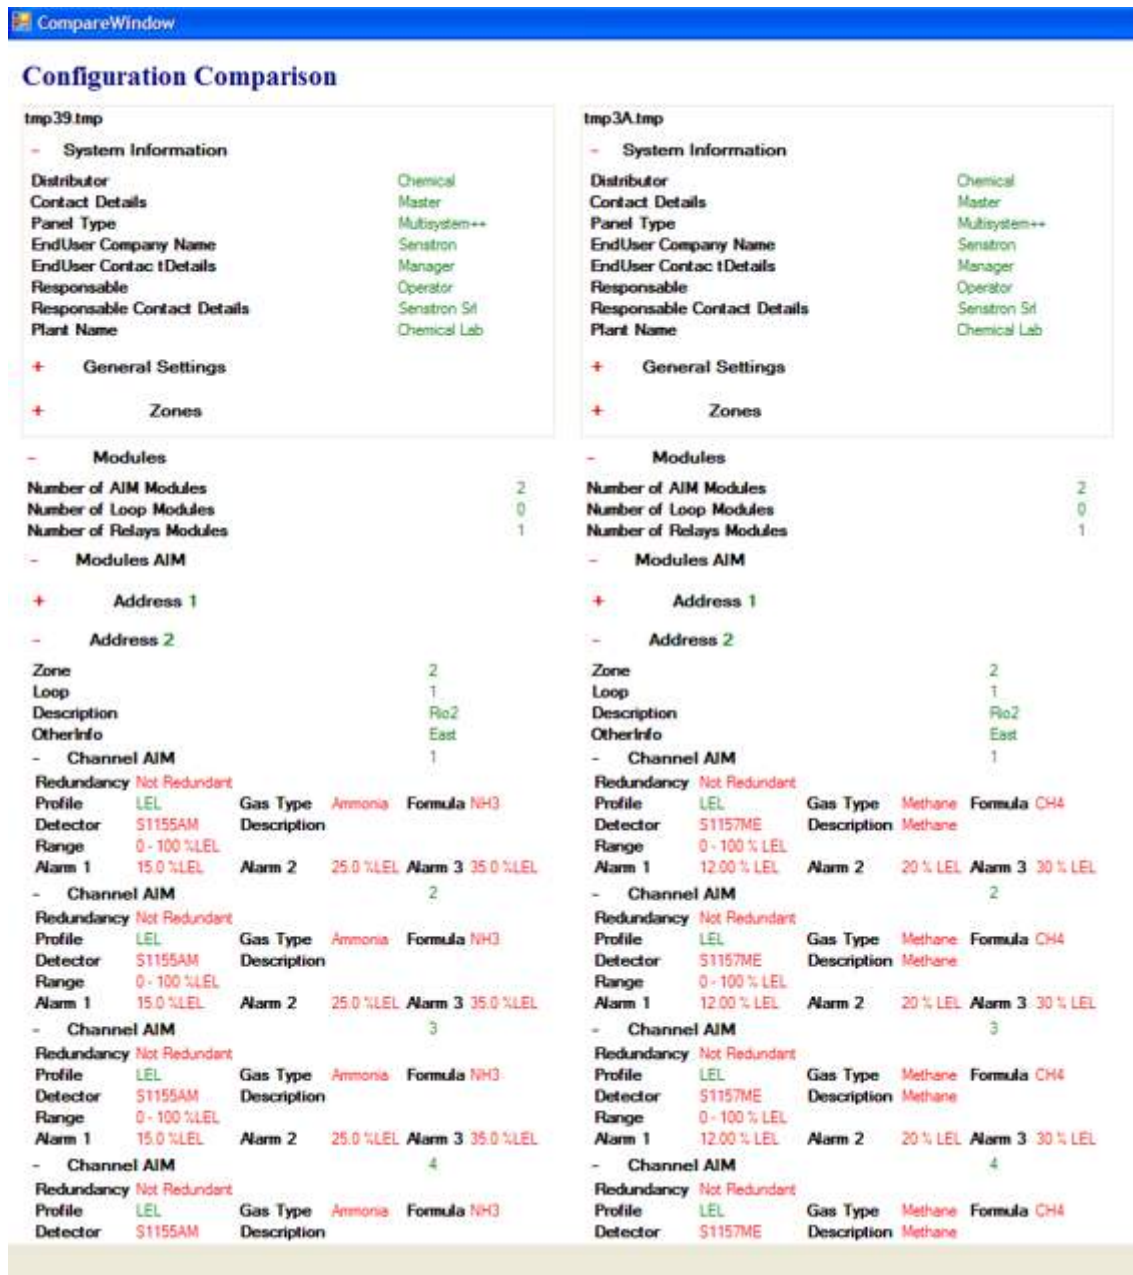 CompareWindow
Configuration Comparison
tmp39.tmp
- System Information
Distributor Chemical
Contact Details Master
Panel Type Multisystem++
EndUser Company Name Senstron
EndUser Contac tDetails Manager
Responsable Operator
Responsable Contact Details Senstron Srl
Plant Name Chemical Lab
+ General Settings
+ Zones
- Modules
Number of AIM Modules 2
Number of Loop Modules 0
Number of Relays Modules 1
- Modules AIM
+ Address 1
- Address 2
Zone 2
Loop 1
Description Rio2
OtherInfo East
- Channel AIM 1
Redundancy Not Redundant
Profile LEL Gas Type Ammonia Formula NH3
Detector S1155AM Description
Range 0 - 100 %LEL
Alarm 1 15.0 %LEL Alarm 2 25.0 %LEL Alarm 3 35.0 %LEL
- Channel AIM 2
Redundancy Not Redundant
Profile LEL Gas Type Ammonia Formula NH3
Detector S1155AM Description
Range 0 - 100 %LEL
Alarm 1 15.0 %LEL Alarm 2 25.0 %LEL Alarm 3 35.0 %LEL
- Channel AIM 3
Redundancy Not Redundant
Profile LEL Gas Type Ammonia Formula NH3
Detector S1155AM Description
Range 0 - 100 %LEL
Alarm 1 15.0 %LEL Alarm 2 25.0 %LEL Alarm 3 35.0 %LEL
- Channel AIM 4
Redundancy Not Redundant
Profile LEL Gas Type Ammonia Formula NH3
Detector S1155AM Description
tmp3A.tmp
- System Information
Distributor Chemical
Contact Details Master
Panel Type Multisystem++
EndUser Company Name Senstron
EndUser Contac tDetails Manager
Responsable Operator
Responsable Contact Details Senstron Srl
Plant Name Chemical Lab
+ General Settings
+ Zones
- Modules
Number of AIM Modules 2
Number of Loop Modules 0
Number of Relays Modules 1
- Modules AIM
+ Address 1
- Address 2
Zone 2
Loop 1
Description Rio2
OtherInfo East
- Channel AIM 1
Redundancy Not Redundant
Profile LEL Gas Type Methane Formula CH4
Detector S1157ME Description Methane
Range 0 - 100 % LEL
Alarm 1 12.00 % LEL Alarm 2 20 % LEL Alarm 3 30 % LEL
- Channel AIM 2
Redundancy Not Redundant
Profile LEL Gas Type Methane Formula CH4
Detector S1157ME Description Methane
Range 0 - 100 % LEL
Alarm 1 12.00 % LEL Alarm 2 20 % LEL Alarm 3 30 % LEL
- Channel AIM 3
Redundancy Not Redundant
Profile LEL Gas Type Methane Formula CH4
Detector S1157ME Description Methane
Range 0 - 100 % LEL
Alarm 1 12.00 % LEL Alarm 2 20 % LEL Alarm 3 30 % LEL
- Channel AIM 4
Redundancy Not Redundant
Profile LEL Gas Type Methane Formula CH4
Detector S1157ME Description Methane